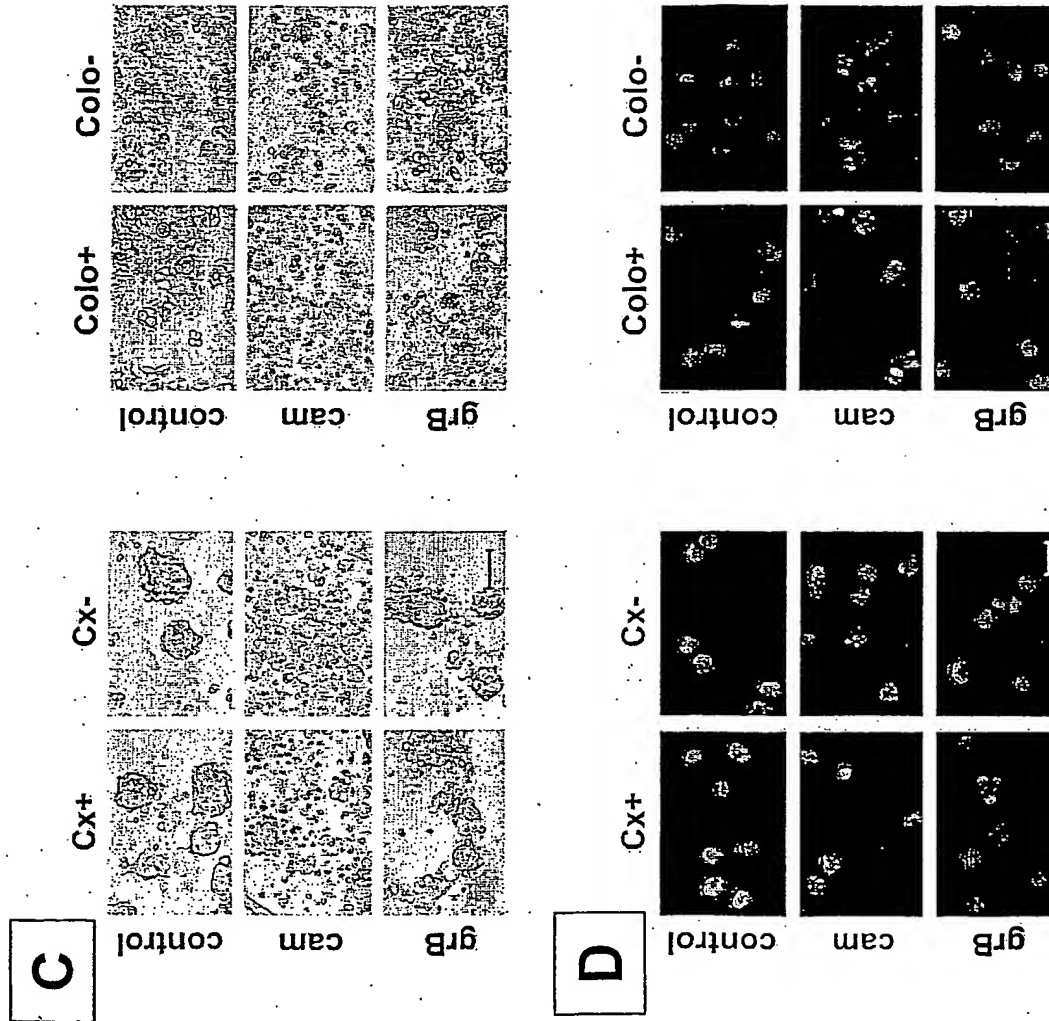 C
Cx+ Cx- Colo+ Colo-
control control
cam cam
grB grB
D
Cx+ Cx- Colo+ Colo-
control control
cam cam
grB grB